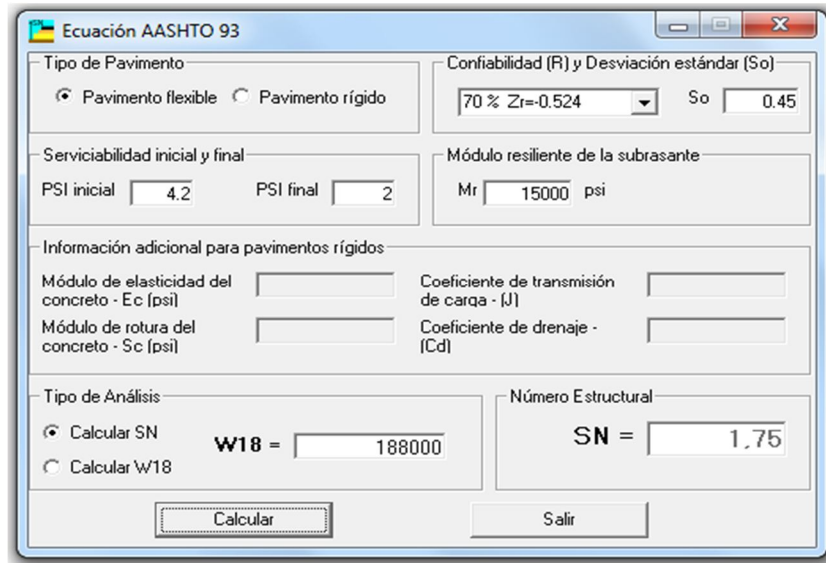 Ecuación AASHTO 93
Tipo de Pavimento
Pavimento flexible Pavimento rígido
Confiabilidad (R) y Desviación estándar (So)
70 % Zr=-0.524 So 0.45
Serviciabilidad inicial y final
PSI inicial 4.2 PSI final 2
Módulo resiliente de la subrasante
Mr 15000 psi
Información adicional para pavimentos rígidos
Módulo de elasticidad del
concreto - Ec (psi)
Coeficiente de transmisión
de carga - (J)
Módulo de rotura del
concreto - Sc (psi)
Coeficiente de drenaje -
(Cd)
Tipo de Análisis
Calcular SN
Calcular W18
W18 = 188000
Número Estructural
SN = 1,75
Calcular
Salir